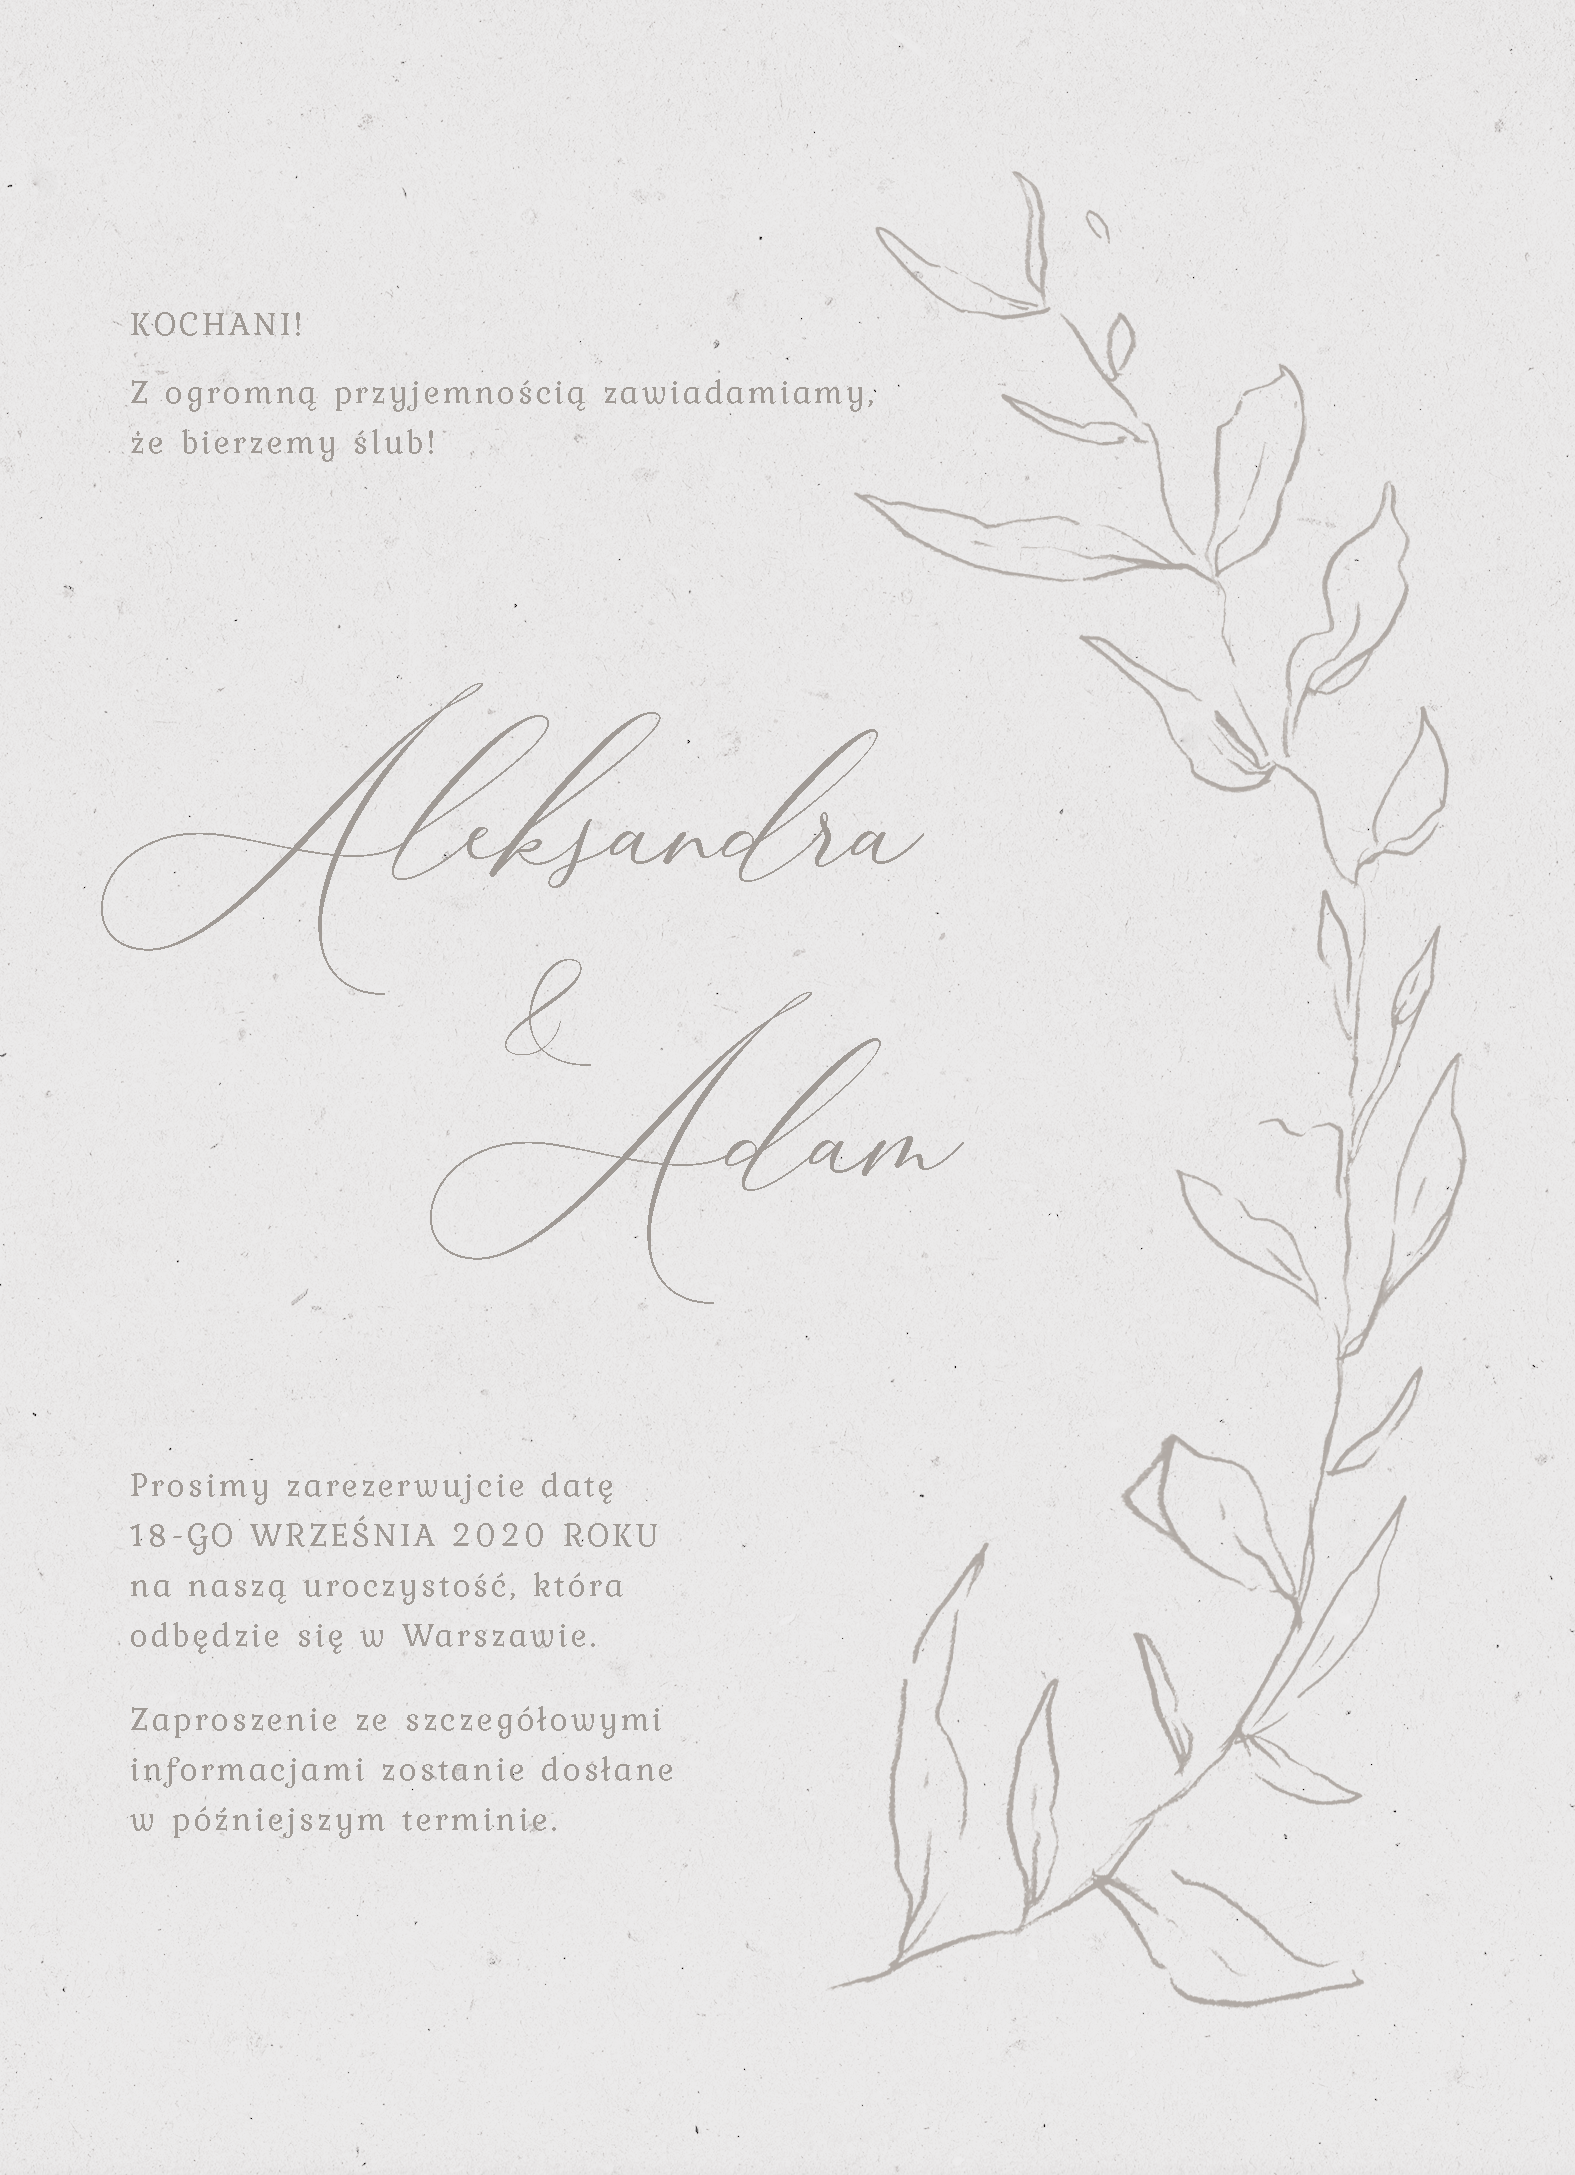 KOCHANI!
Z ogromną przyjemnością zawiadamiamy,
że bierzemy ślub!
Aleksandra
&
Adam
Prosimy zarezerwujcie datę
18-GO WRZEŚNIA 2020 ROKU
na naszą uroczystość, która
odbędzie się w Warszawie.
Zaproszenie ze szczegółowymi
informacjami zostanie dosłane
w późniejszym terminie.